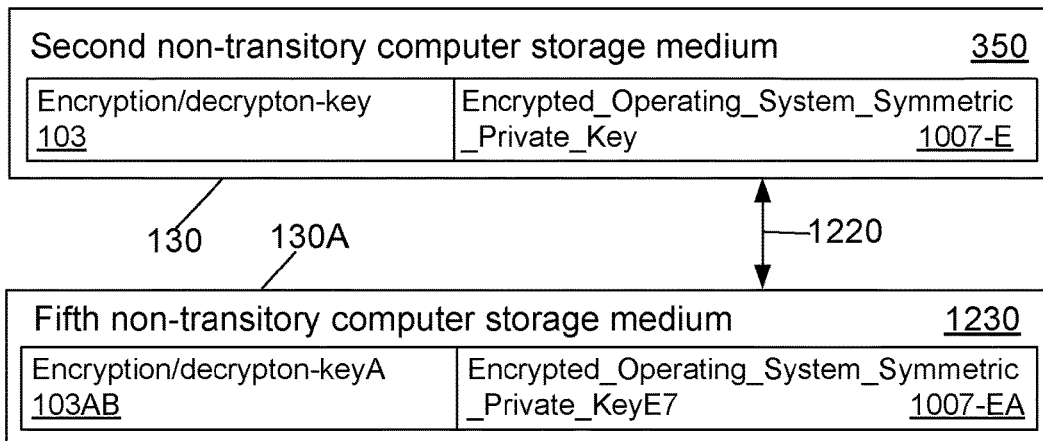 Second non-transitory computer storage medium 350
Encryption/decrypton-key Encrypted_Operating_System_Symmetric
103 _Private_Key 1007-E
130 130A 1220
Fifth non-transitory computer storage medium 1230
Encryption/decrypton-keyA Encrypted_Operating_System_Symmetric
103AB _Private_KeyE7 1007-EA